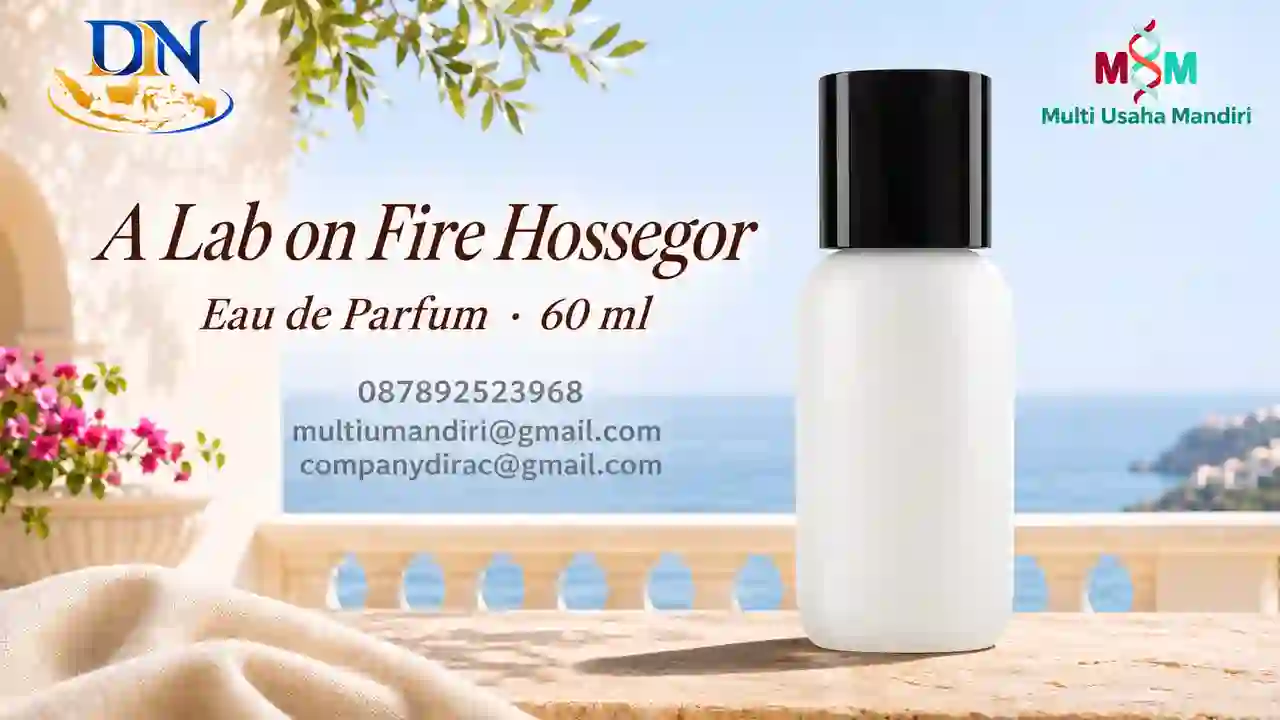 DIN
MSM
Multi Usaha Mandiri
A Lab on Fire Hossegor
Eau de Parfum · 60 ml
087892523968
multiumandiri@gmail.com
companydirac@gmail.com